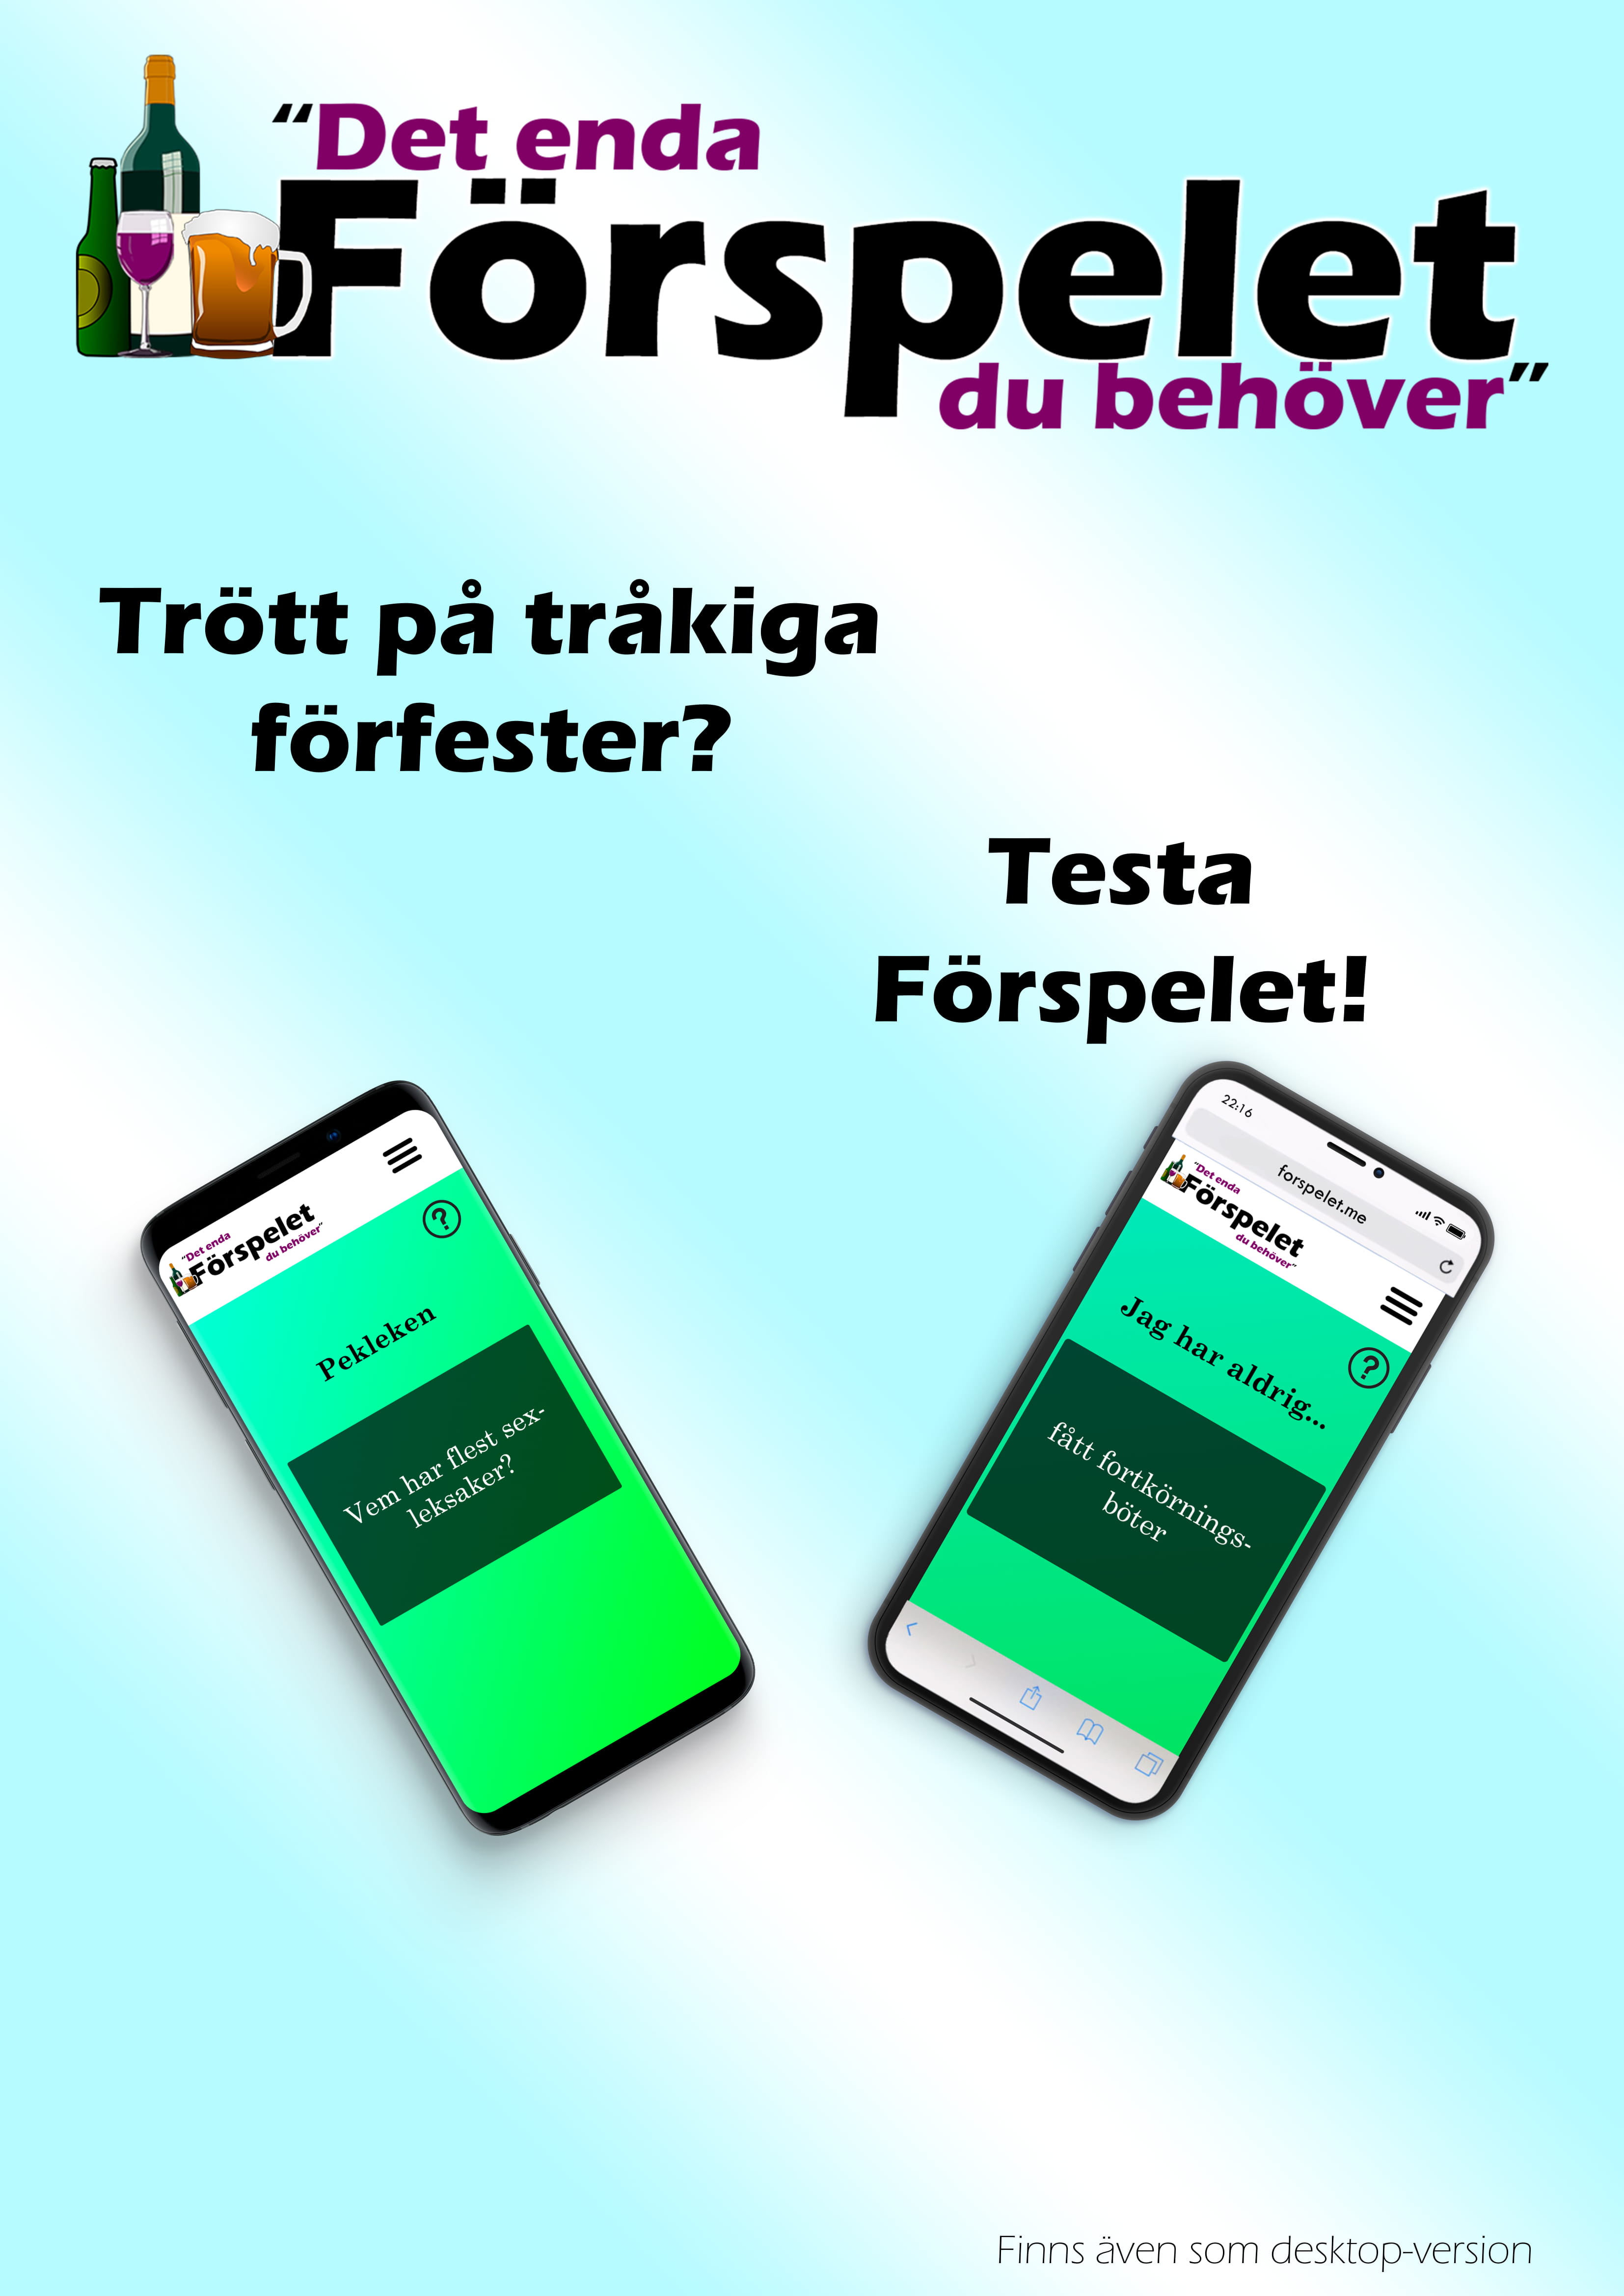 “Det enda
Förspelet
du behöver”
Trött på tråkiga
förfester?
Testa
Förspelet!
“Det enda
Förspelet
du behöver”
?
Pekleken
Vem har flest sex-
leksaker?
22:16
forspelet.me
“Det enda
Förspelet
du behöver”
?
Jag har aldrig...
fått fortkörnings-
böter
Finns även som desktop-version